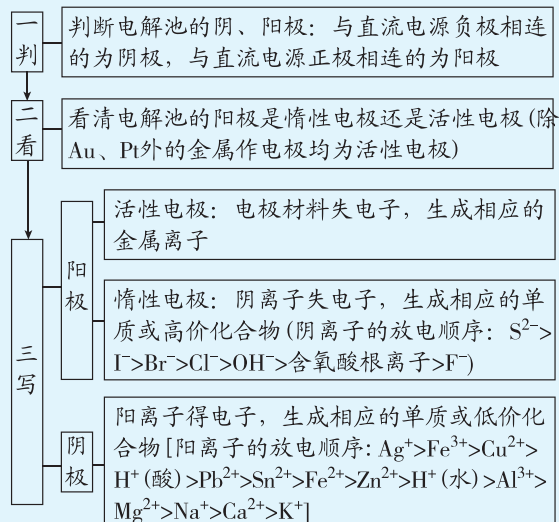 一判
判断电解池的阴、阳极：与直流电源负极相连
的为阴极，与直流电源正极相连的为阳极
二看
看清电解池的阳极是惰性电极还是活性电极(除
Au、Pt外的金属作电极均为活性电极)
三写
阳极
活性电极：电极材料失电子，生成相应的
金属离子
惰性电极：阴离子失电子，生成相应的单
质或高价化合物(阴离子的放电顺序：S²⁻>
I⁻>Br⁻>Cl⁻>OH⁻>含氧酸根离子>F⁻)
阴极
阳离子得电子，生成相应的单质或低价化
合物[阳离子的放电顺序：Ag⁺>Fe³⁺>Cu²⁺>
H⁺(酸)>Pb²⁺>Sn²⁺>Fe²⁺>Zn²⁺>H⁺(水)>Al³⁺>
Mg²⁺>Na⁺>Ca²⁺>K⁺]